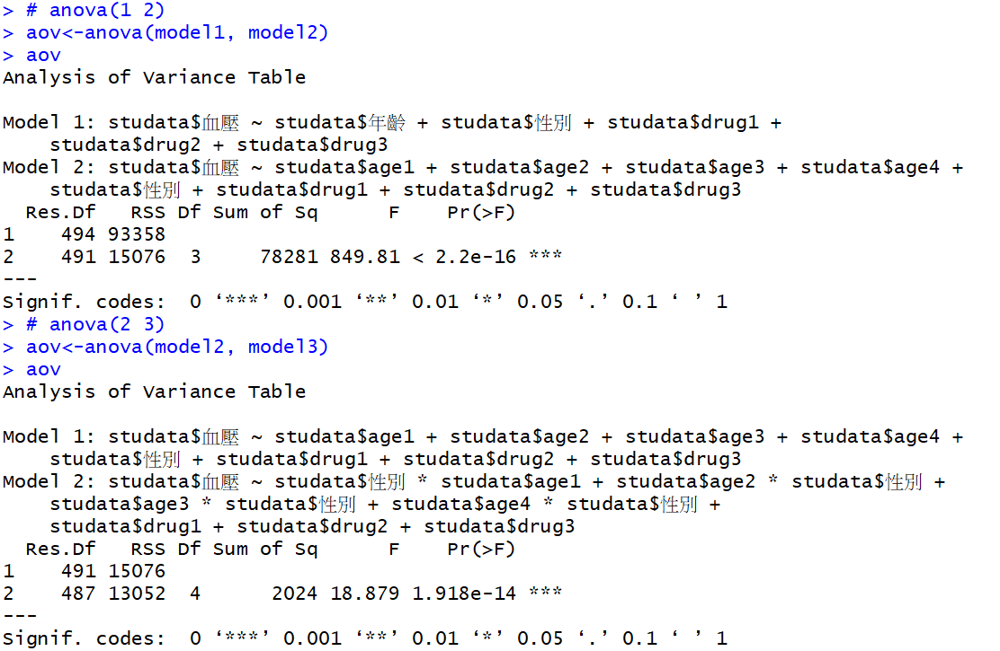 > # anova(1 2)
> aov<-anova(model1, model2)
> aov
Analysis of Variance Table
Model 1: studata$血壓 ~ studata$年齡 + studata$性別 + studata$drug1 +
    studata$drug2 + studata$drug3
Model 2: studata$血壓 ~ studata$age1 + studata$age2 + studata$age3 + studata$age4 +
    studata$性別 + studata$drug1 + studata$drug2 + studata$drug3
  Res.Df   RSS Df Sum of Sq      F    Pr(>F)
1    494 93358
2    491 15076  3     78281 849.81 < 2.2e-16 ***
---
Signif. codes:  0 ‘***’ 0.001 ‘**’ 0.01 ‘*’ 0.05 ‘.’ 0.1 ‘ ’ 1
> # anova(2 3)
> aov<-anova(model2, model3)
> aov
Analysis of Variance Table
Model 1: studata$血壓 ~ studata$age1 + studata$age2 + studata$age3 + studata$age4 +
    studata$性別 + studata$drug1 + studata$drug2 + studata$drug3
Model 2: studata$血壓 ~ studata$性別 * studata$age1 + studata$age2 * studata$性別 +
    studata$age3 * studata$性別 + studata$age4 * studata$性別 +
    studata$drug1 + studata$drug2 + studata$drug3
  Res.Df   RSS Df Sum of Sq      F    Pr(>F)
1    491 15076
2    487 13052  4      2024 18.879 1.918e-14 ***
---
Signif. codes:  0 ‘***’ 0.001 ‘**’ 0.01 ‘*’ 0.05 ‘.’ 0.1 ‘ ’ 1